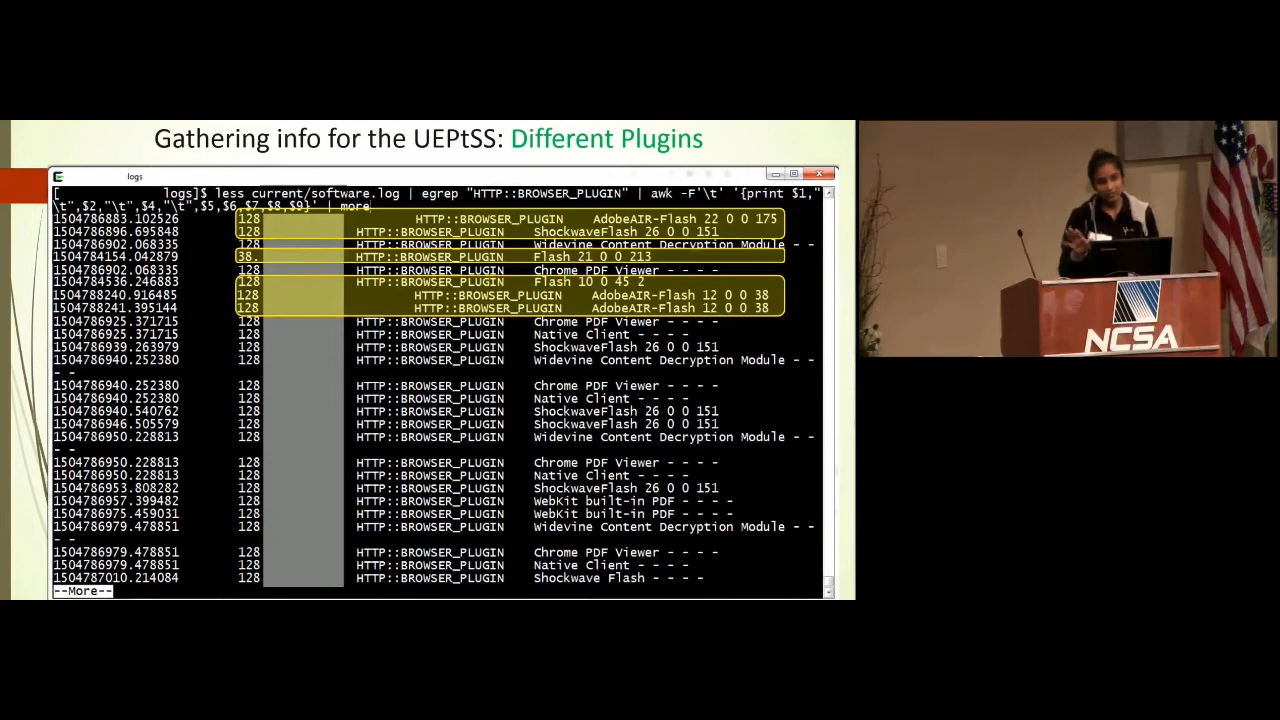 Gathering info for the UEPtSS: Different Plugins
logs
[ logs]$ less current/software.log | egrep "HTTP::BROWSER_PLUGIN" | awk -F'\t' '{print $1,"
\t",$2,"\t",$4,"\t",$5,$6,$7,$8,$9}' | more
1504786883.102526 128 HTTP::BROWSER_PLUGIN AdobeAIR-Flash 22 0 0 175
1504786896.695848 128 HTTP::BROWSER_PLUGIN ShockwaveFlash 26 0 0 151
1504786902.068335 128 HTTP::BROWSER_PLUGIN Widevine Content Decryption Module - -
1504784154.042879 38. HTTP::BROWSER_PLUGIN Flash 21 0 0 213
1504786902.068335 128 HTTP::BROWSER_PLUGIN Chrome PDF Viewer - - - -
1504784536.246883 128 HTTP::BROWSER_PLUGIN Flash 10 0 45 2
1504788240.916485 128 HTTP::BROWSER_PLUGIN AdobeAIR-Flash 12 0 0 38
1504788241.395144 128 HTTP::BROWSER_PLUGIN AdobeAIR-Flash 12 0 0 38
1504786925.371715 128 HTTP::BROWSER_PLUGIN Chrome PDF Viewer - - - -
1504786925.371715 128 HTTP::BROWSER_PLUGIN Native Client - - - -
1504786939.263979 128 HTTP::BROWSER_PLUGIN ShockwaveFlash 26 0 0 151
1504786940.252380 128 HTTP::BROWSER_PLUGIN Widevine Content Decryption Module - -
- -
1504786940.252380 128 HTTP::BROWSER_PLUGIN Chrome PDF Viewer - - - -
1504786940.252380 128 HTTP::BROWSER_PLUGIN Native Client - - - -
1504786940.540762 128 HTTP::BROWSER_PLUGIN ShockwaveFlash 26 0 0 151
1504786946.505579 128 HTTP::BROWSER_PLUGIN ShockwaveFlash 26 0 0 151
1504786950.228813 128 HTTP::BROWSER_PLUGIN Widevine Content Decryption Module - -
- -
1504786950.228813 128 HTTP::BROWSER_PLUGIN Chrome PDF Viewer - - - -
1504786950.228813 128 HTTP::BROWSER_PLUGIN Native Client - - - -
1504786953.808282 128 HTTP::BROWSER_PLUGIN ShockwaveFlash 26 0 0 151
1504786957.399482 128 HTTP::BROWSER_PLUGIN WebKit built-in PDF - - - -
1504786975.459031 128 HTTP::BROWSER_PLUGIN WebKit built-in PDF - - - -
1504786979.478851 128 HTTP::BROWSER_PLUGIN Widevine Content Decryption Module - -
- -
1504786979.478851 128 HTTP::BROWSER_PLUGIN Chrome PDF Viewer - - - -
1504786979.478851 128 HTTP::BROWSER_PLUGIN Native Client - - - -
1504787010.214084 128 HTTP::BROWSER_PLUGIN Shockwave Flash - - - -
--More--
NCSA